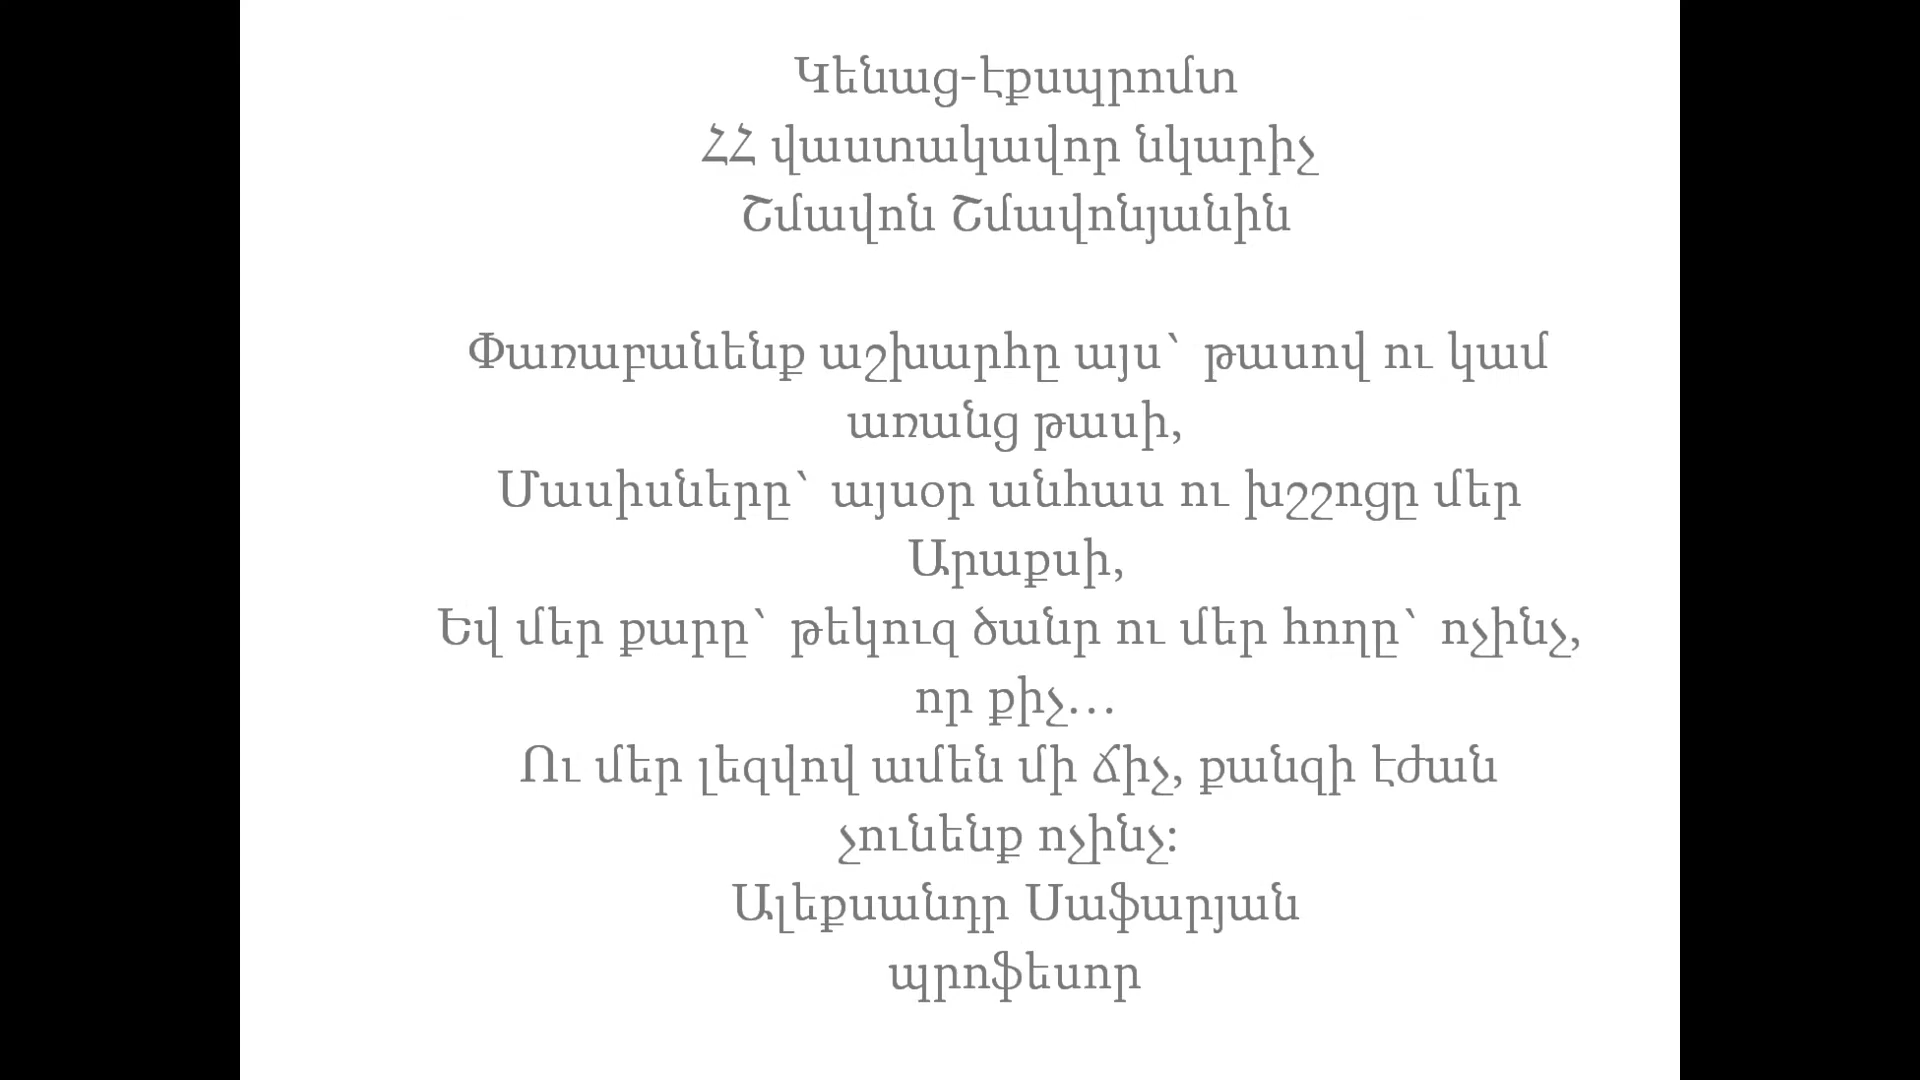 Կենաց-էքսպրոմտ
ՀՀ վաստակավոր նկարիչ
Շմավոն Շմավոնյանին
Փառաբանենք աշխարհը այս՝ թասով ու կամ
առանց թասի,
Մասիսները՝ այսօր անհաս ու խշշոցը մեր
Արաքսի,
Եվ մեր քարը՝ թեկուզ ծանր ու մեր հողը՝ ոչինչ,
որ քիչ…
Ու մեր լեզվով ամեն մի ճիչ, քանզի էժան
չունենք ոչինչ:
Ալեքսանդր Սաֆարյան
պրոֆեսոր